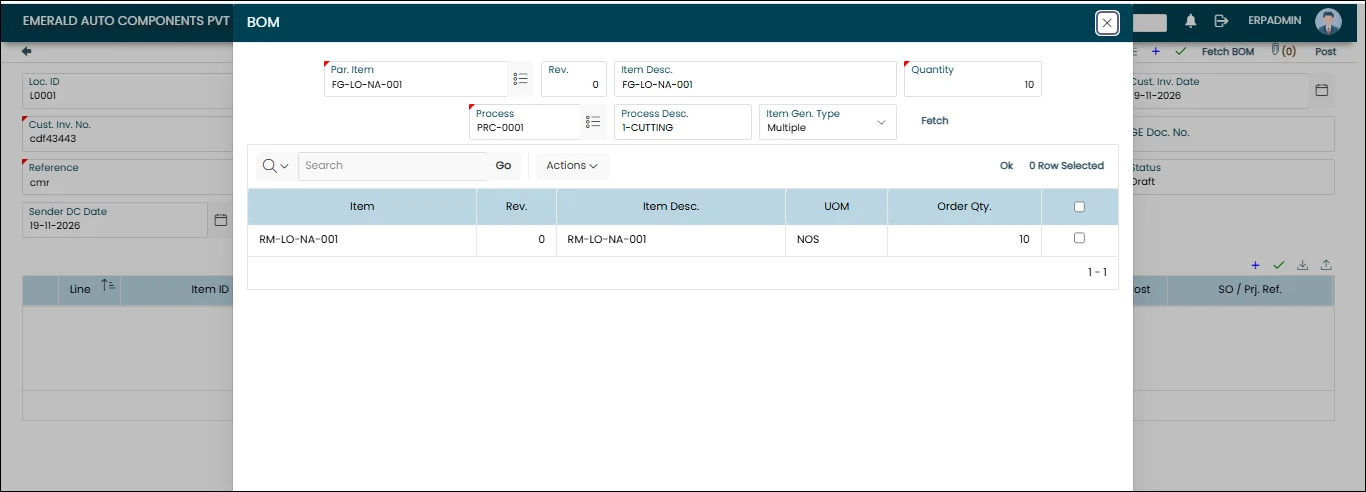 EMERALD AUTO COMPONENTS PVT
BOM
ERPADMIN
Fetch BOM
(0)
Post
Loc. ID
L0001
Par. Item
FG-LO-NA-001
Rev.
0
Item Desc.
FG-LO-NA-001
Quantity
10
Cust. Inv. Date
9-11-2026
Cust. Inv. No.
cdf43443
Process
PRC-0001
Process Desc.
1-CUTTING
Item Gen. Type
Multiple
Fetch
GE Doc. No.
Reference
cmr
Search
Go
Actions
Ok
0 Row Selected
Status
Draft
Sender DC Date
19-11-2026
Item Rev. Item Desc. UOM Order Qty.
RM-LO-NA-001 0 RM-LO-NA-001 NOS 10
1 - 1
Line
Item ID
ost
SO / Prj. Ref.